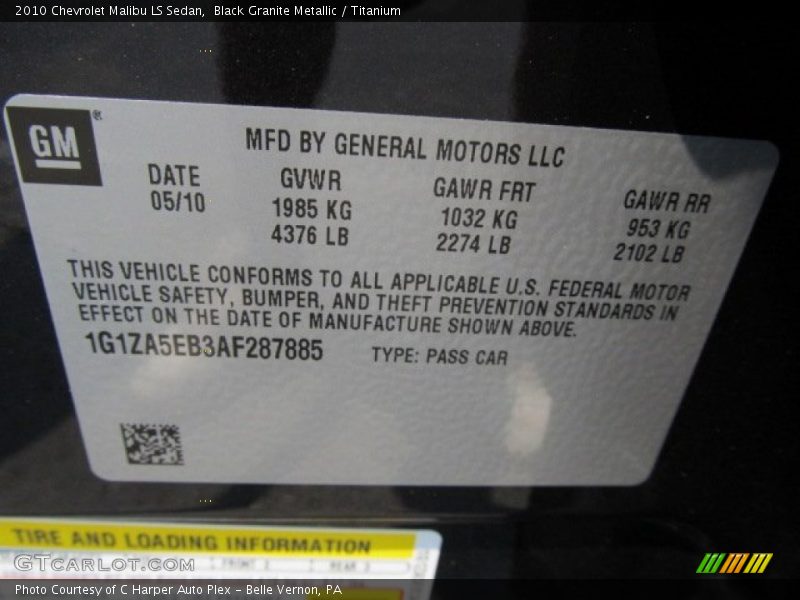 2010 Chevrolet Malibu LS Sedan, Black Granite Metallic / Titanium
GM®
MFD BY GENERAL MOTORS LLC
DATE GVWR GAWR FRT GAWR RR
05/10 1985 KG 1032 KG 953 KG
4376 LB 2274 LB 2102 LB
THIS VEHICLE CONFORMS TO ALL APPLICABLE U.S. FEDERAL MOTOR
VEHICLE SAFETY, BUMPER, AND THEFT PREVENTION STANDARDS IN
EFFECT ON THE DATE OF MANUFACTURE SHOWN ABOVE.
1G1ZA5EB3AF287885 TYPE: PASS CAR
TIRE AND LOADING INFORMATION
GTCarLot.com
Photo Courtesy of C Harper Auto Plex - Belle Vernon, PA